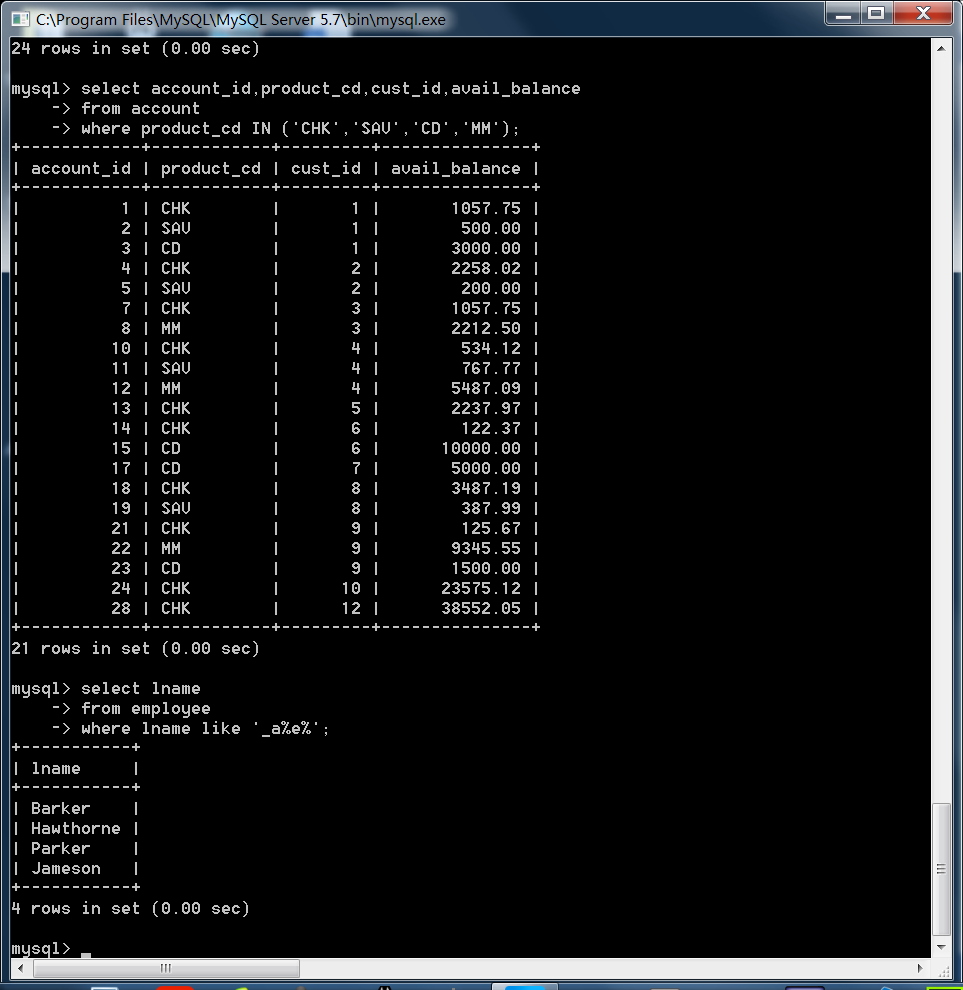 C:\Program Files\MySQL\MySQL Server 5.7\bin\mysql.exe
24 rows in set (0.00 sec)
mysql> select account_id,product_cd,cust_id,avail_balance
    -> from account
    -> where product_cd IN ('CHK','SAV','CD','MM');
+------------+------------+---------+---------------+
| account_id | product_cd | cust_id | avail_balance |
+------------+------------+---------+---------------+
|          1 | CHK        |       1 |       1057.75 |
|          2 | SAV        |       1 |        500.00 |
|          3 | CD         |       1 |       3000.00 |
|          4 | CHK        |       2 |       2258.02 |
|          5 | SAV        |       2 |        200.00 |
|          7 | CHK        |       3 |       1057.75 |
|          8 | MM         |       3 |       2212.50 |
|         10 | CHK        |       4 |        534.12 |
|         11 | SAV        |       4 |        767.77 |
|         12 | MM         |       4 |       5487.09 |
|         13 | CHK        |       5 |       2237.97 |
|         14 | CHK        |       6 |        122.37 |
|         15 | CD         |       6 |      10000.00 |
|         17 | CD         |       7 |       5000.00 |
|         18 | CHK        |       8 |       3487.19 |
|         19 | SAV        |       8 |        387.99 |
|         21 | CHK        |       9 |        125.67 |
|         22 | MM         |       9 |       9345.55 |
|         23 | CD         |       9 |       1500.00 |
|         24 | CHK        |      10 |      23575.12 |
|         28 | CHK        |      12 |      38552.05 |
+------------+------------+---------+---------------+
21 rows in set (0.00 sec)
mysql> select lname
    -> from employee
    -> where lname like '_a%e%';
+-----------+
| lname     |
+-----------+
| Barker    |
| Hawthorne |
| Parker    |
| Jameson   |
+-----------+
4 rows in set (0.00 sec)
mysql> _